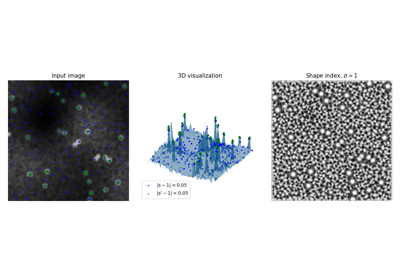 Input image
3D visualization
Shape index, σ = 1
|s − 1| < 0.05
|s' − 1| < 0.05